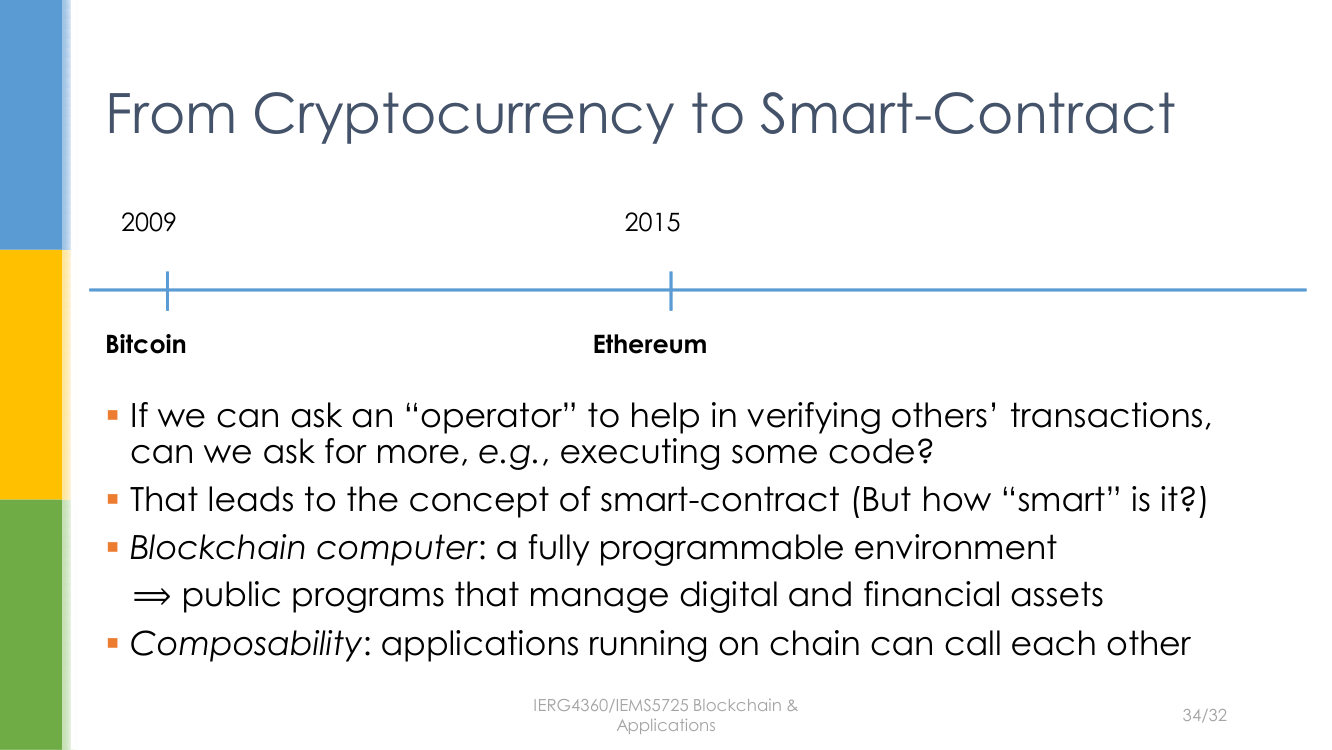 From Cryptocurrency to Smart-Contract
2009 2015
Bitcoin Ethereum
▪ If we can ask an “operator” to help in verifying others’ transactions,
can we ask for more, e.g., executing some code?
▪ That leads to the concept of smart-contract (But how “smart” is it?)
▪ Blockchain computer: a fully programmable environment
⟹ public programs that manage digital and financial assets
▪ Composability: applications running on chain can call each other
IERG4360/IEMS5725 Blockchain &
Applications
34/32